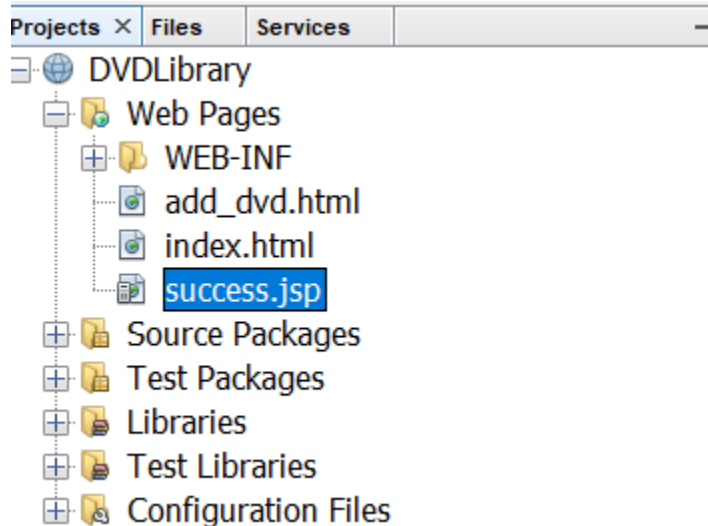 Projects × Files Services
DVDLibrary
Web Pages
WEB-INF
add_dvd.html
index.html
success.jsp
Source Packages
Test Packages
Libraries
Test Libraries
Configuration Files